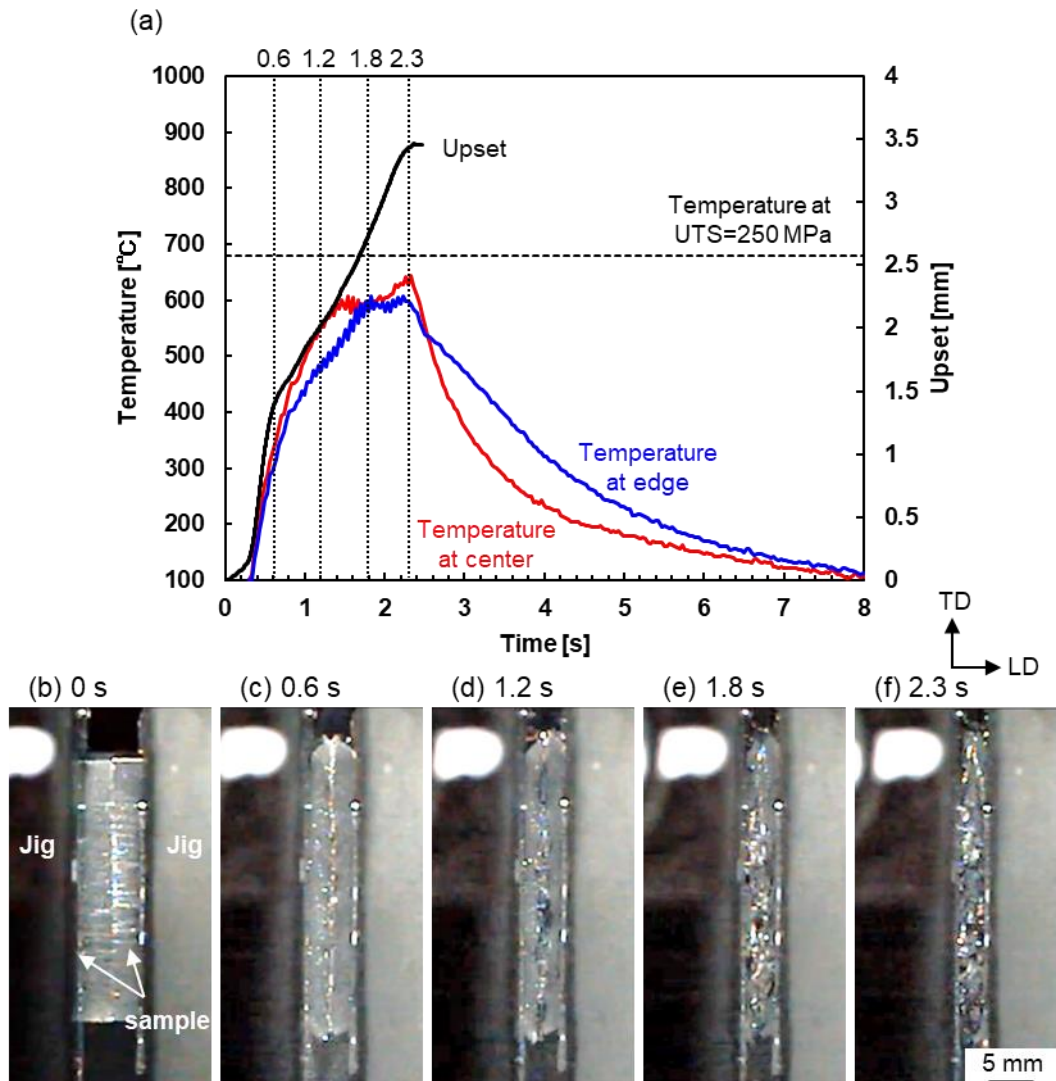 (a)
0.6 1.2 1.8 2.3
1000
900
800
700
600
500
400
300
200
100
Temperature [°C]
4
3.5
3
2.5
2
1.5
1
0.5
0
Upset [mm]
Upset
Temperature at
UTS=250 MPa
Temperature
at edge
Temperature
at center
0 1 2 3 4 5 6 7 8
Time [s]
TD
LD
(b) 0 s
(c) 0.6 s
(d) 1.2 s
(e) 1.8 s
(f) 2.3 s
Jig
Jig
sample
5 mm